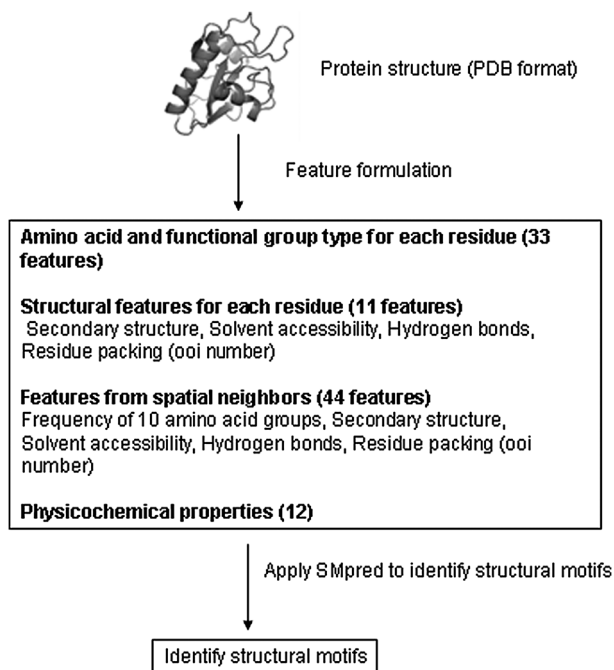 Protein structure (PDB format)
Feature formulation
Amino acid and functional group type for each residue (33
features)
Structural features for each residue (11 features)
Secondary structure, Solvent accessibility, Hydrogen bonds,
Residue packing (ooi number)
Features from spatial neighbors (44 features)
Frequency of 10 amino acid groups, Secondary structure,
Solvent accessibility, Hydrogen bonds, Residue packing (ooi
number)
Physicochemical properties (12)
Apply SMpred to identify structural motifs
Identify structural motifs